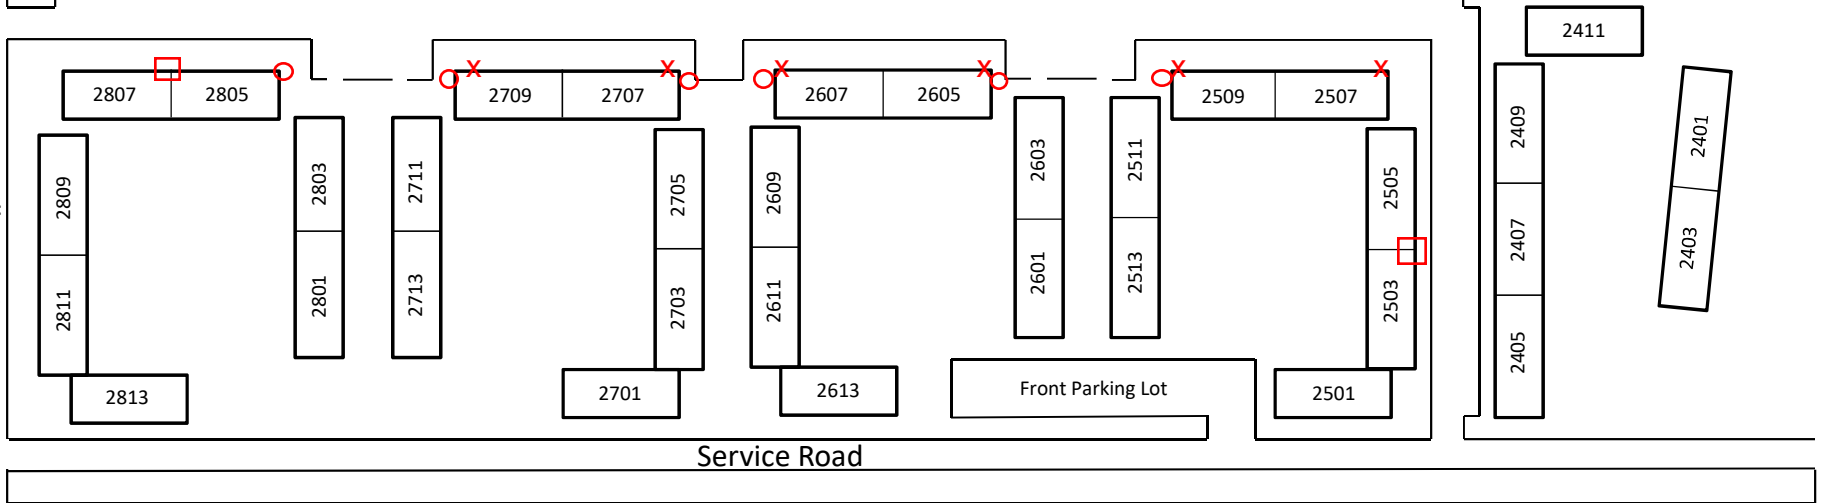 2411
2807 2805 2709 2707 2607 2605 2509 2507
2809 2803 2711 2705 2609 2603 2511 2505 2409 2401
2811 2801 2713 2703 2611 2601 2513 2503 2407 2403
2405
2813 2701 2613 Front Parking Lot 2501
Service Road
X X X X X X